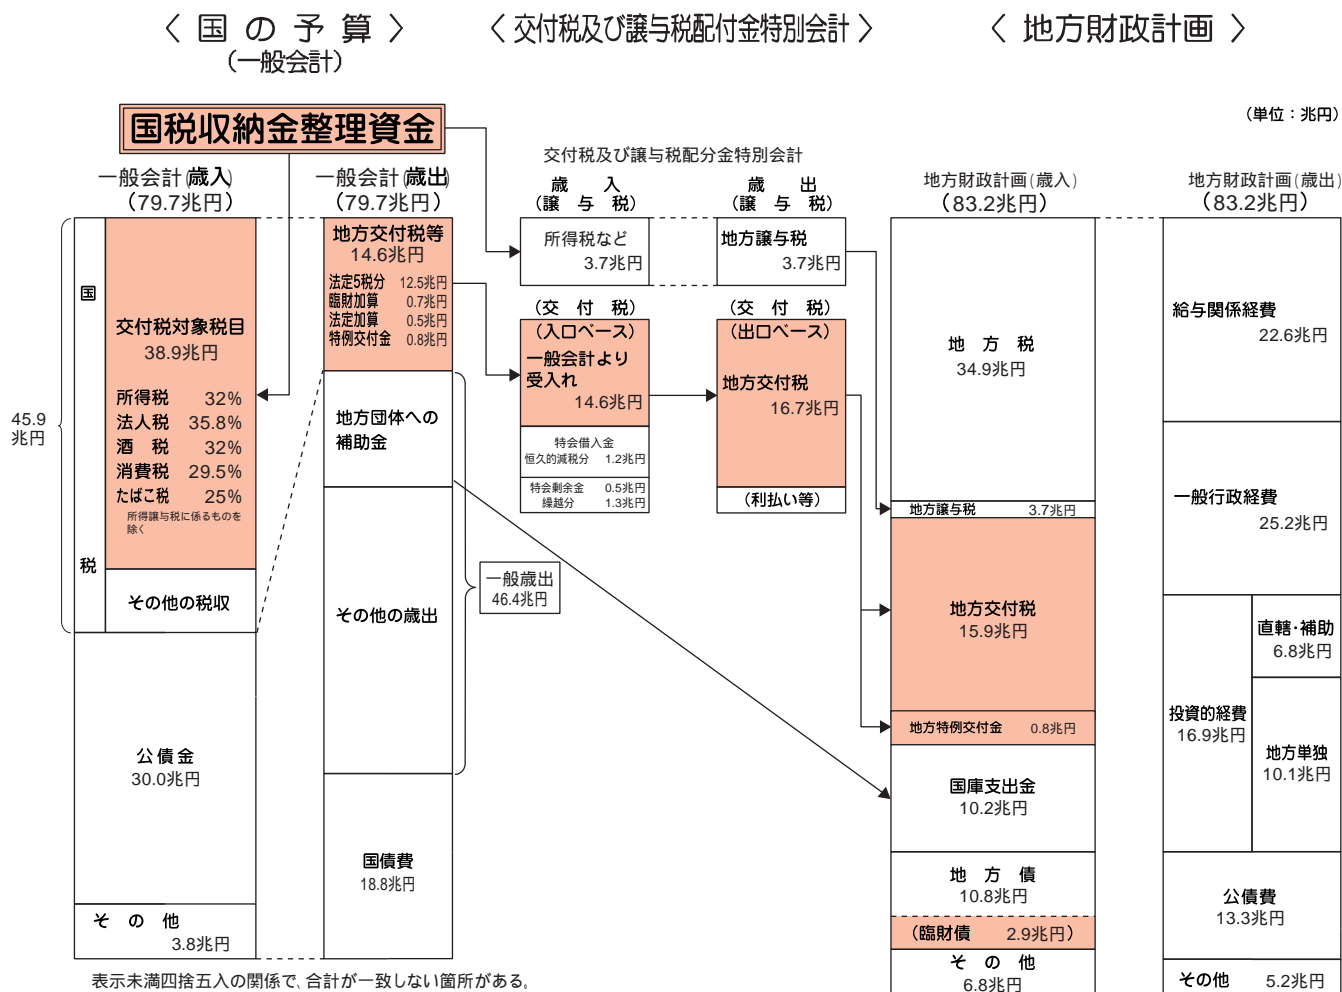 〈 国 の 予 算 〉
（一般会計）
〈 交付税及び譲与税配付金特別会計 〉
〈 地方財政計画 〉
（単位：兆円）
国税収納金整理資金
一般会計(歳入)
（79.7兆円）
国
税
45.9
兆円
交付税対象税目
38.9兆円
所得税 32%
法人税 35.8%
酒 税 32%
消費税 29.5%
たばこ税 25%
所得譲与税に係るものを
除く
その他の税収
公債金
30.0兆円
そ の 他
3.8兆円
一般会計(歳出)
（79.7兆円）
地方交付税等
14.6兆円
法定5税分 12.5兆円
臨財加算 0.7兆円
法定加算 0.5兆円
特例交付金 0.8兆円
地方団体への
補助金
その他の歳出
国債費
18.8兆円
一般歳出
46.4兆円
交付税及び譲与税配分金特別会計
歳 入
（譲 与 税）
所得税など
3.7兆円
（交 付 税）
（入口ベース）
一般会計より
受入れ
14.6兆円
特会借入金
恒久的減税分 1.2兆円
特会剰余金 0.5兆円
繰越分 1.3兆円
歳 出
（譲 与 税）
地方譲与税
3.7兆円
（交 付 税）
（出口ベース）
地方交付税
16.7兆円
（利払い等）
地方財政計画(歳入)
（83.2兆円）
地 方 税
34.9兆円
地方譲与税 3.7兆円
地方交付税
15.9兆円
地方特例交付金 0.8兆円
国庫支出金
10.2兆円
地 方 債
10.8兆円
（臨財債 2.9兆円）
そ の 他
6.8兆円
地方財政計画(歳出)
（83.2兆円）
給与関係経費
22.6兆円
一般行政経費
25.2兆円
投資的経費
16.9兆円
直轄・補助
6.8兆円
地方単独
10.1兆円
公債費
13.3兆円
その他 5.2兆円
表示未満四捨五入の関係で、合計が一致しない箇所がある。